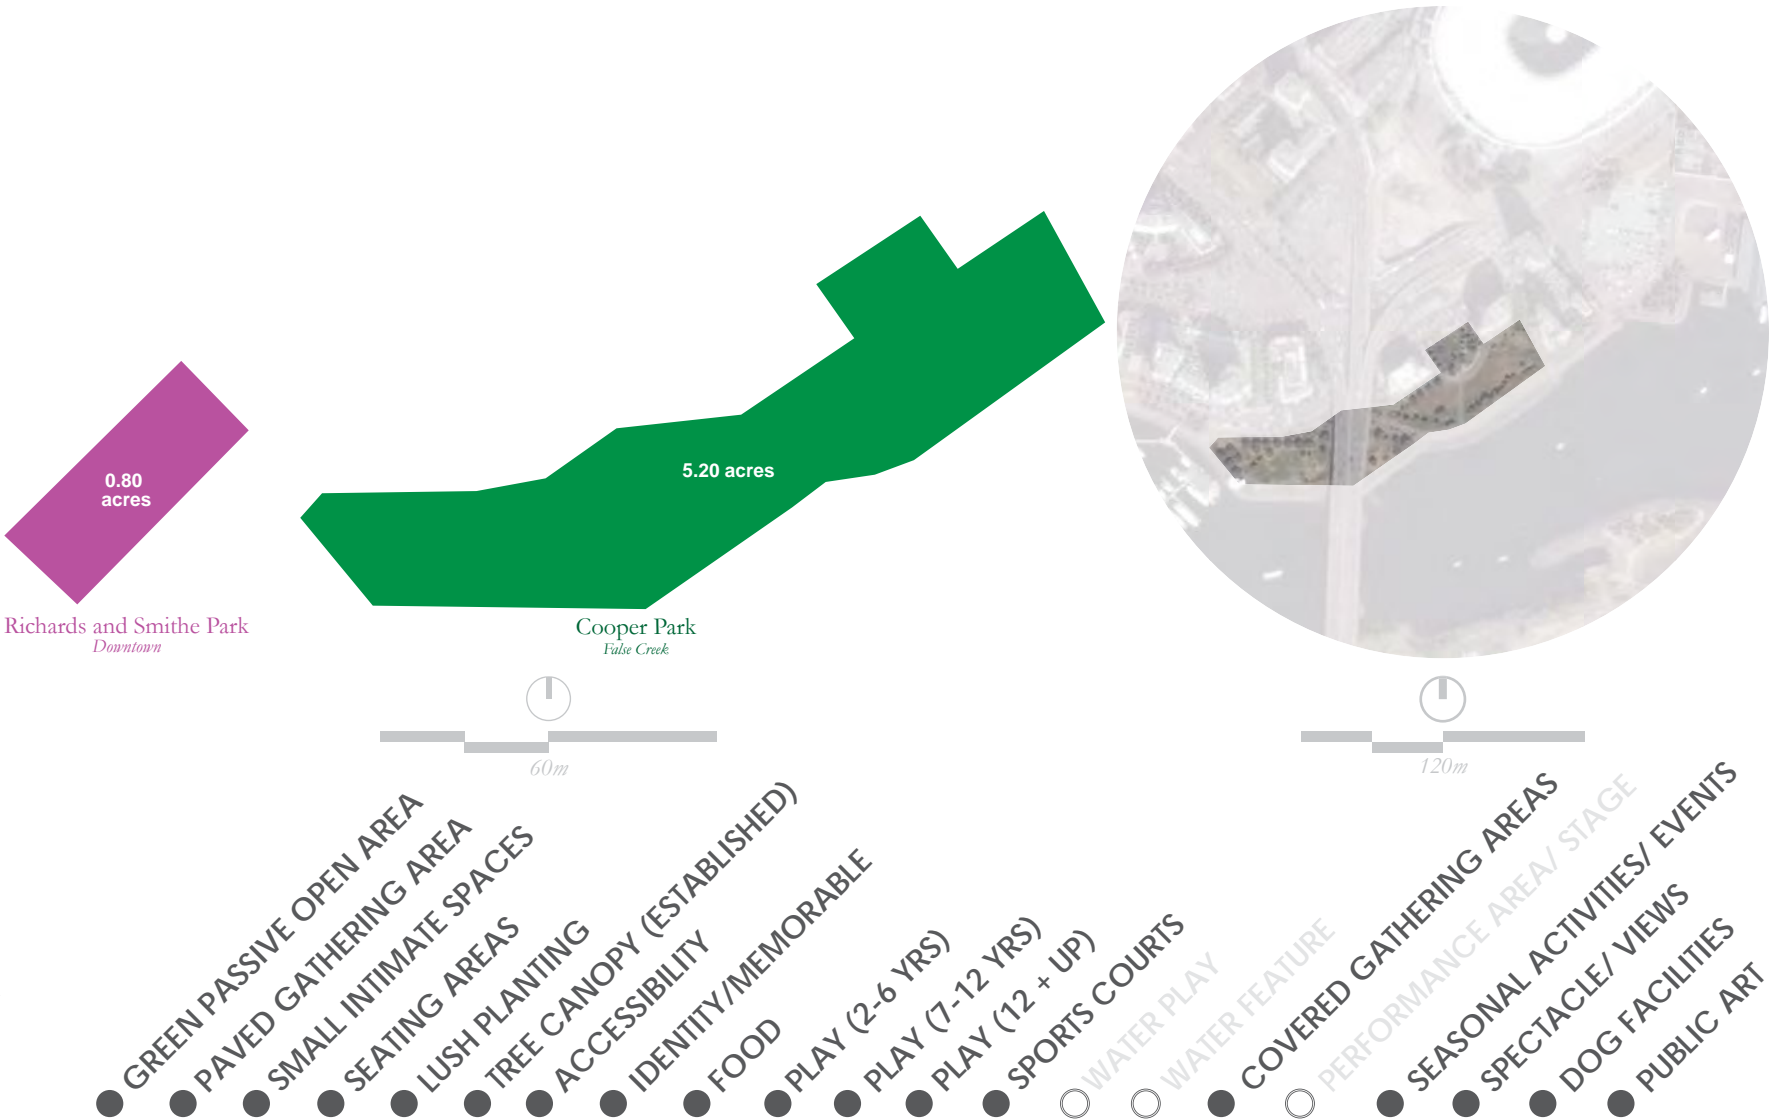 0.80
acres
5.20 acres
Richards and Smithe Park
Downtown
Cooper Park
False Creek
60m
120m
GREEN PASSIVE OPEN AREA
PAVED GATHERING AREA
SMALL INTIMATE SPACES
SEATING AREAS
LUSH PLANTING
TREE CANOPY (ESTABLISHED)
ACCESSIBILITY
IDENTITY/MEMORABLE
FOOD
PLAY (2-6 YRS)
PLAY (7-12 YRS)
PLAY (12 + UP)
SPORTS COURTS
WATER PLAY
WATER FEATURE
COVERED GATHERING AREAS
PERFORMANCE AREA/ STAGE
SEASONAL ACTIVITIES/ EVENTS
SPECTACLE/ VIEWS
DOG FACILITIES
PUBLIC ART